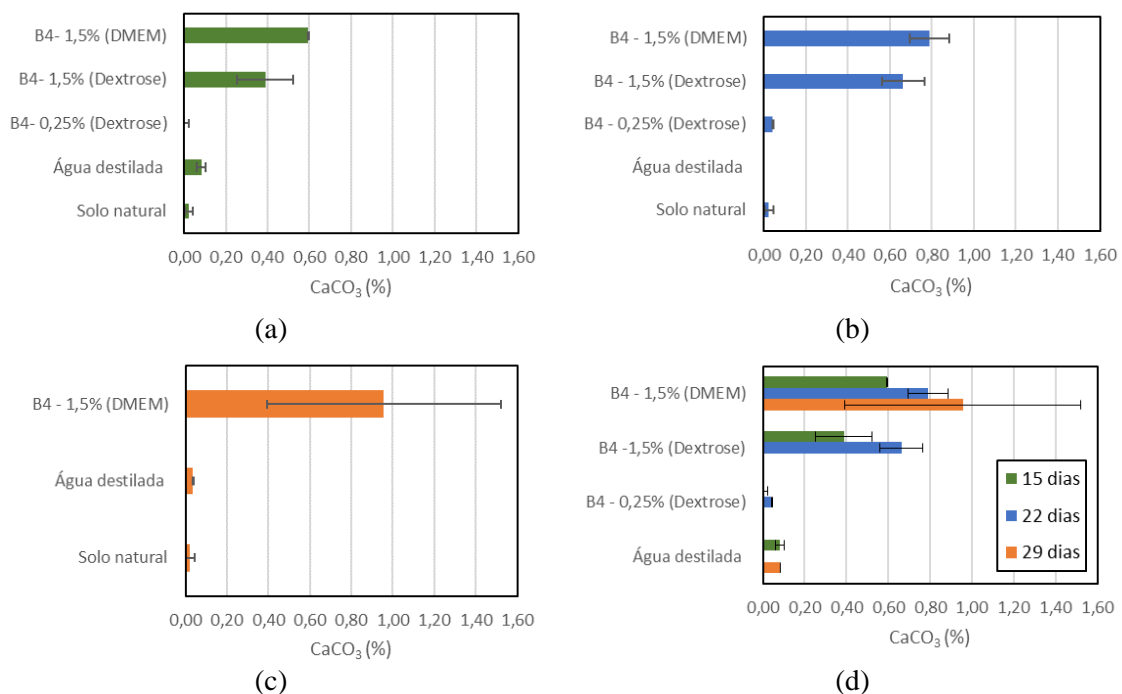 B4- 1,5% (DMEM)
B4- 1,5% (Dextrose)
B4- 0,25% (Dextrose)
Água destilada
Solo natural
0,00 0,20 0,40 0,60 0,80 1,00 1,20 1,40 1,60
CaCO₃ (%)
(a)
B4 - 1,5% (DMEM)
B4 - 1,5% (Dextrose)
B4 - 0,25% (Dextrose)
Água destilada
Solo natural
0,00 0,20 0,40 0,60 0,80 1,00 1,20 1,40 1,60
CaCO₃ (%)
(b)
B4 - 1,5% (DMEM)
Água destilada
Solo natural
0,00 0,20 0,40 0,60 0,80 1,00 1,20 1,40 1,60
CaCO₃ (%)
(c)
B4 - 1,5% (DMEM)
B4 -1,5% (Dextrose)
B4 - 0,25% (Dextrose)
Água destilada
15 dias
22 dias
29 dias
0,00 0,20 0,40 0,60 0,80 1,00 1,20 1,40 1,60
CaCO₃ (%)
(d)